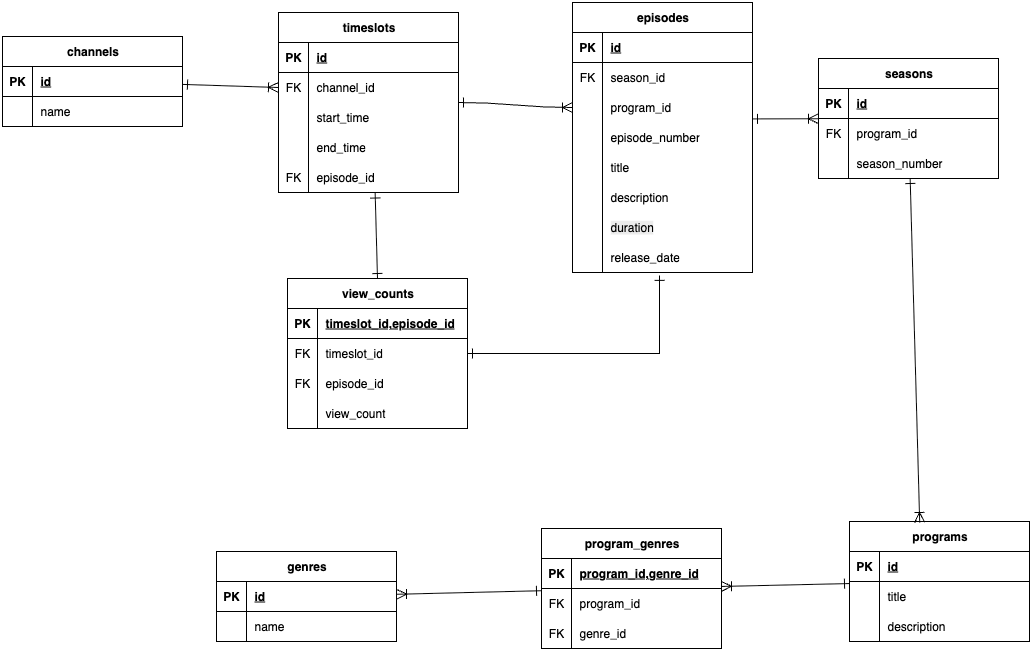 channels
PK id
name
timeslots
PK id
FK channel_id
start_time
end_time
FK episode_id
episodes
PK id
FK season_id
program_id
episode_number
title
description
duration
release_date
seasons
PK id
FK program_id
season_number
view_counts
PK timeslot_id,episode_id
FK timeslot_id
FK episode_id
view_count
genres
PK id
name
program_genres
PK program_id,genre_id
FK program_id
FK genre_id
programs
PK id
title
description